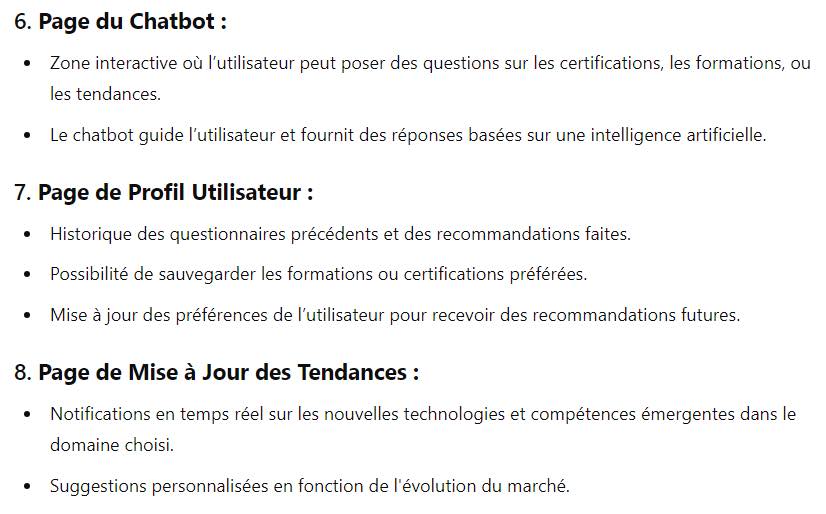 6. Page du Chatbot :
• Zone interactive où l’utilisateur peut poser des questions sur les certifications, les formations, ou
les tendances.
• Le chatbot guide l’utilisateur et fournit des réponses basées sur une intelligence artificielle.
7. Page de Profil Utilisateur :
• Historique des questionnaires précédents et des recommandations faites.
• Possibilité de sauvegarder les formations ou certifications préférées.
• Mise à jour des préférences de l’utilisateur pour recevoir des recommandations futures.
8. Page de Mise à Jour des Tendances :
• Notifications en temps réel sur les nouvelles technologies et compétences émergentes dans le
domaine choisi.
• Suggestions personnalisées en fonction de l'évolution du marché.